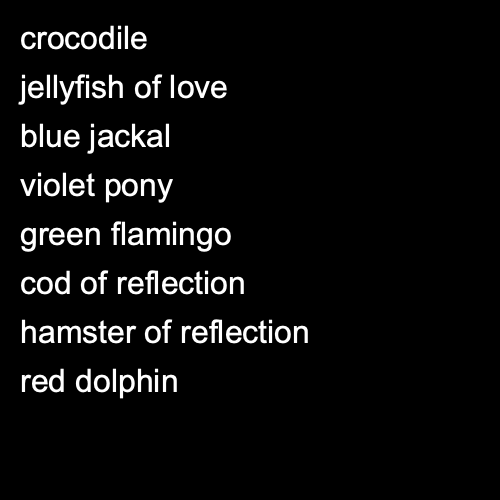 crocodile
jellyfish of love
blue jackal
violet pony
green flamingo
cod of reflection
hamster of reflection
red dolphin